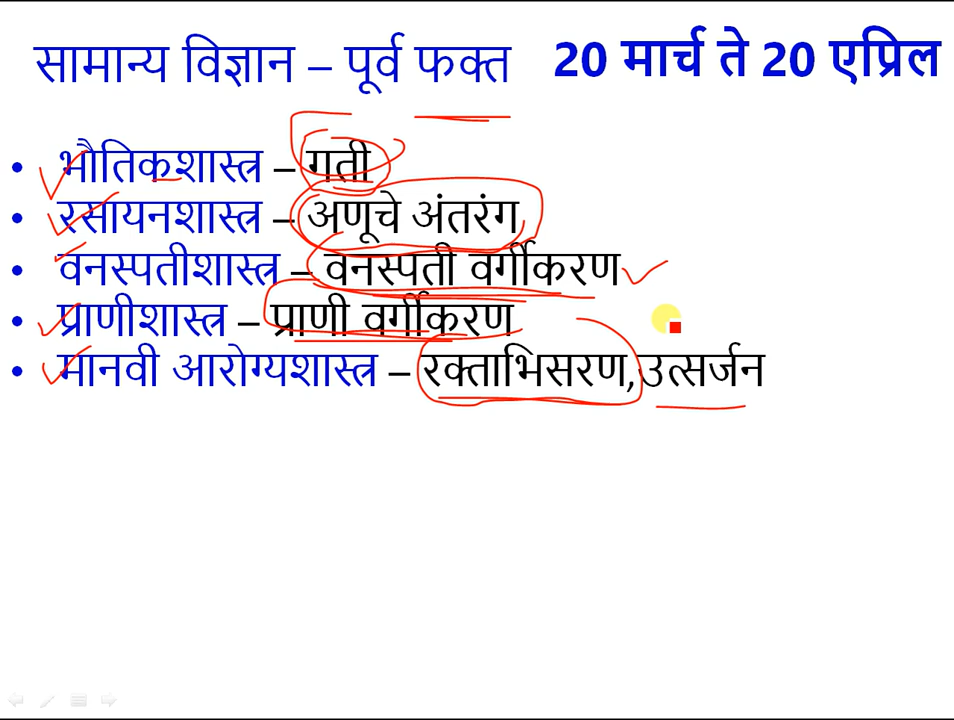 सामान्य विज्ञान – पूर्व फक्त 20 मार्च ते 20 एप्रिल
• भौतिकशास्त्र – गती
• रसायनशास्त्र – अणूचे अंतरंग
• वनस्पतीशास्त्र – वनस्पती वर्गीकरण
• प्राणीशास्त्र – प्राणी वर्गीकरण
• मानवी आरोग्यशास्त्र – रक्ताभिसरण,उत्सर्जन